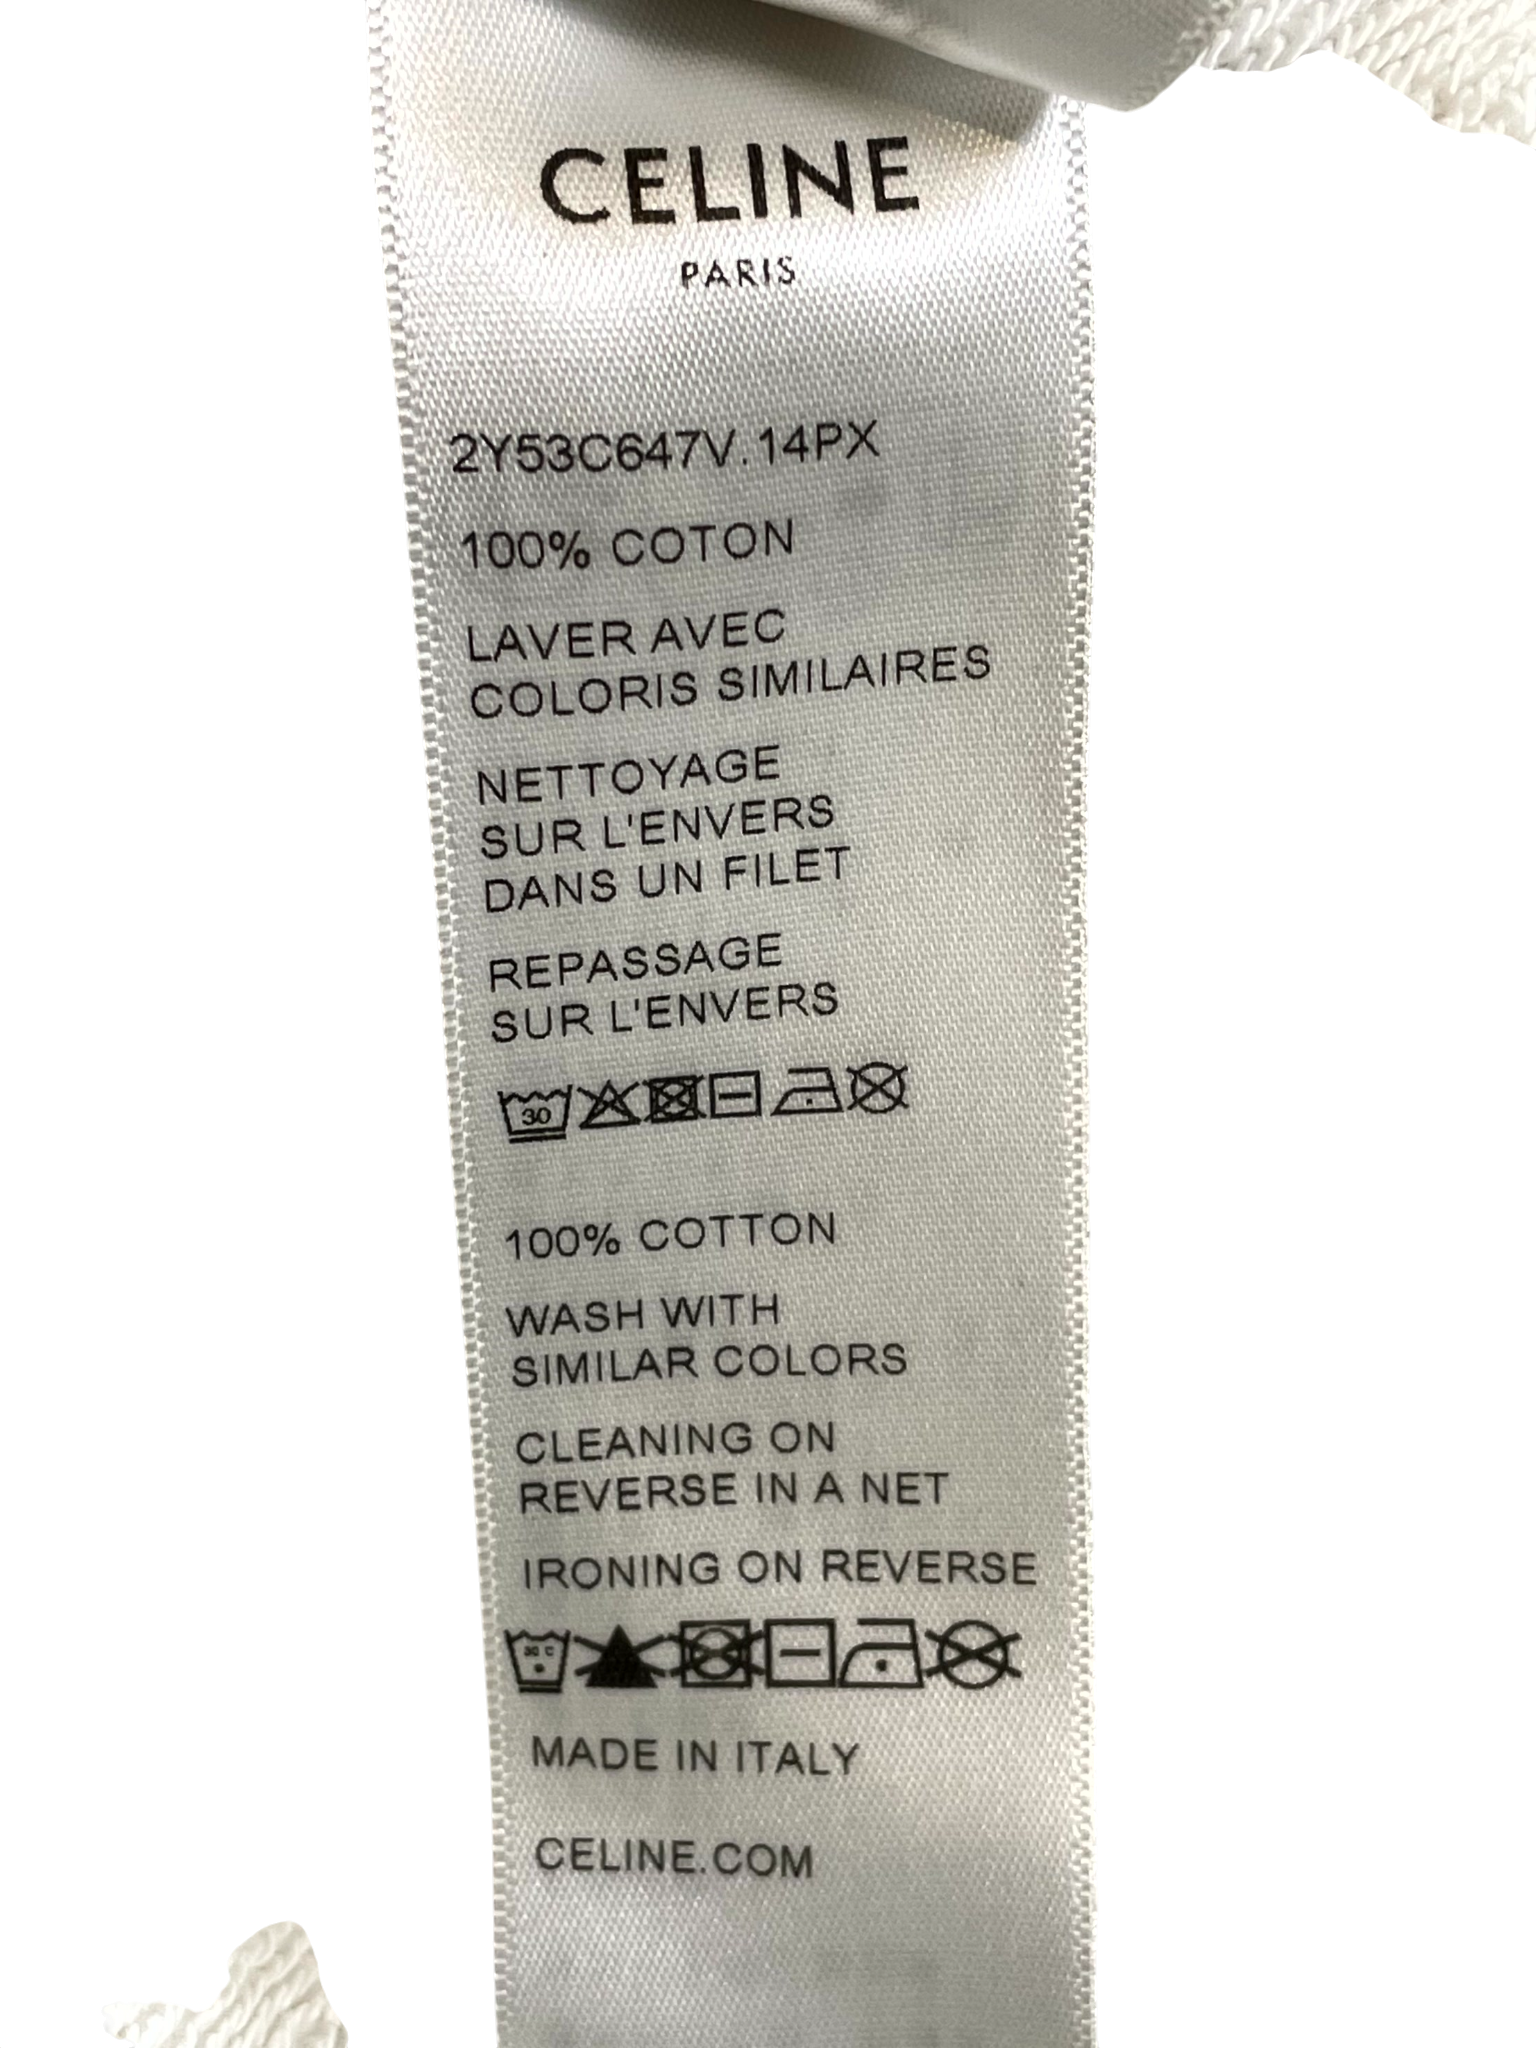 CELINE
PARIS
2Y53C647V.14PX
100% COTON
LAVER AVEC
COLORIS SIMILAIRES
NETTOYAGE
SUR L'ENVERS
DANS UN FILET
REPASSAGE
SUR L'ENVERS
30
100% COTTON
WASH WITH
SIMILAR COLORS
CLEANING ON
REVERSE IN A NET
IRONING ON REVERSE
30 C
MADE IN ITALY
CELINE.COM